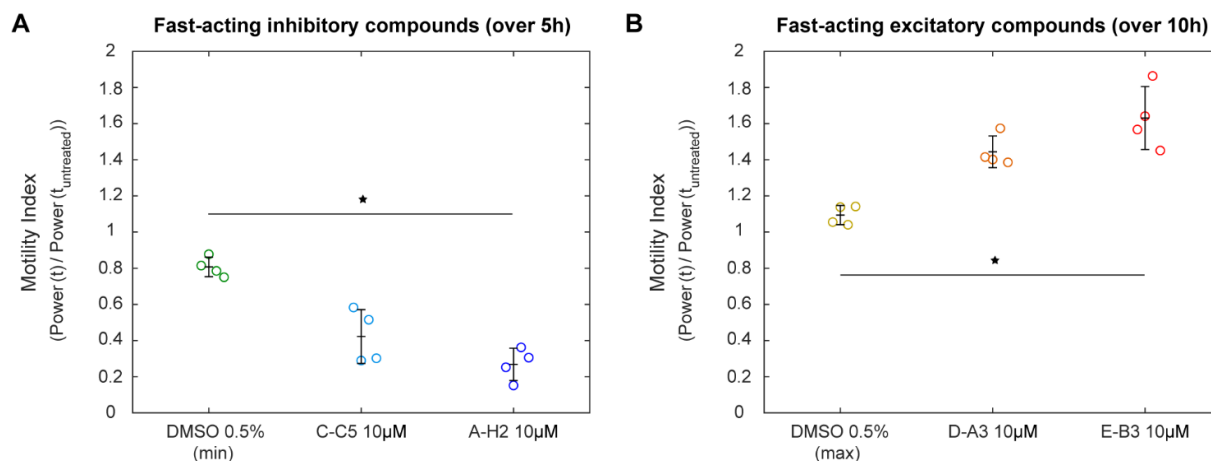 A
Fast-acting inhibitory compounds (over 5h)
2
1.8
1.6
1.4
1.2
1
0.8
0.6
0.4
0.2
0
Motility Index
(Power (t) / Power (t_untreated))
DMSO 0.5%
(min)
C-C5 10µM
A-H2 10µM
B
Fast-acting excitatory compounds (over 10h)
2
1.8
1.6
1.4
1.2
1
0.8
0.6
0.4
0.2
0
Motility Index
(Power (t) / Power (t_untreated))
DMSO 0.5%
(max)
D-A3 10µM
E-B3 10µM